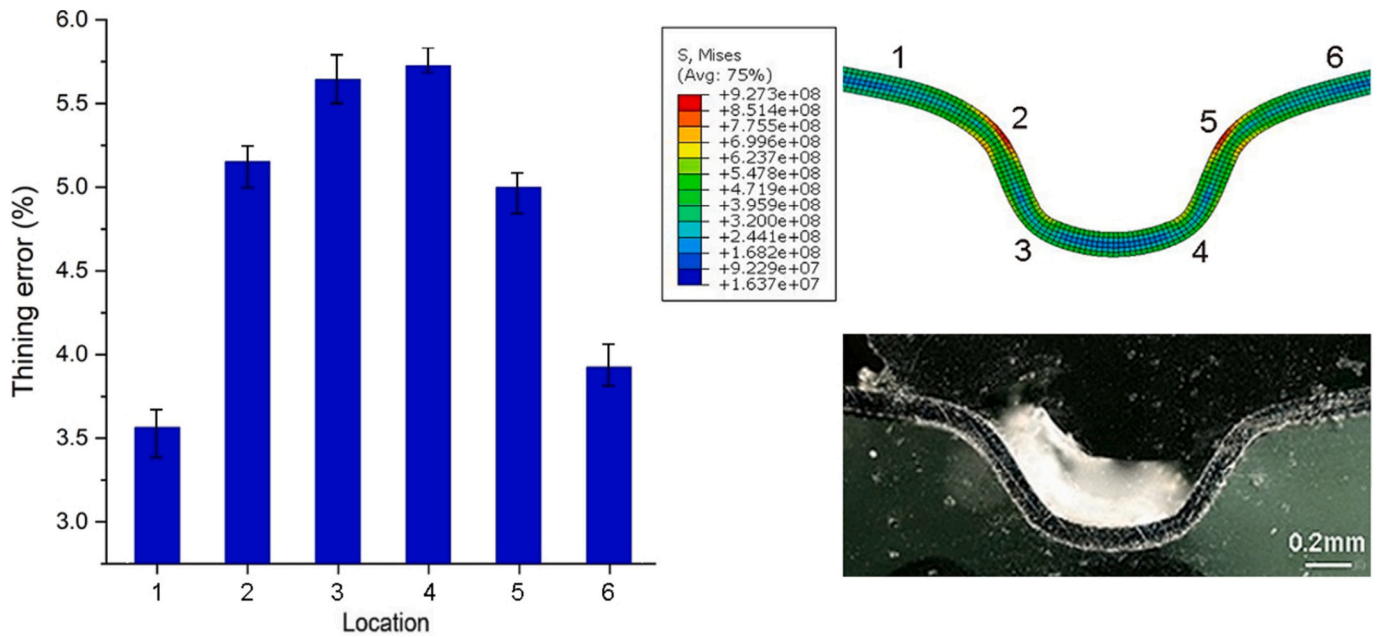 6.0
5.5
5.0
4.5
4.0
3.5
3.0
Thining error (%)
1 2 3 4 5 6
Location
S, Mises
(Avg: 75%)
+9.273e+08
+8.514e+08
+7.755e+08
+6.996e+08
+6.237e+08
+5.478e+08
+4.719e+08
+3.959e+08
+3.200e+08
+2.441e+08
+1.682e+08
+9.229e+07
+1.637e+07
1 6
2 5
3 4
0.2mm